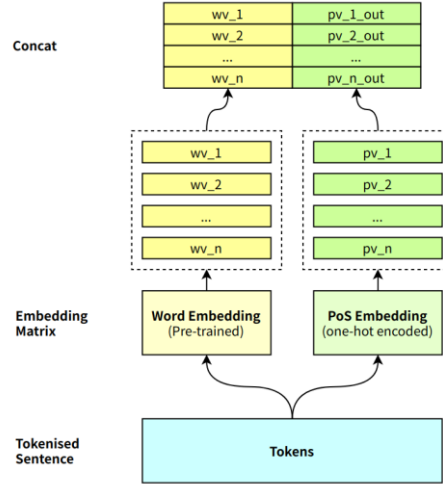 Concat
wv_1 pv_1_out
wv_2 pv_2_out
... ...
wv_n pv_n_out
wv_1 pv_1
wv_2 pv_2
... ...
wv_n pv_n
Embedding
Matrix
Word Embedding
(Pre-trained)
PoS Embedding
(one-hot encoded)
Tokenised
Sentence
Tokens